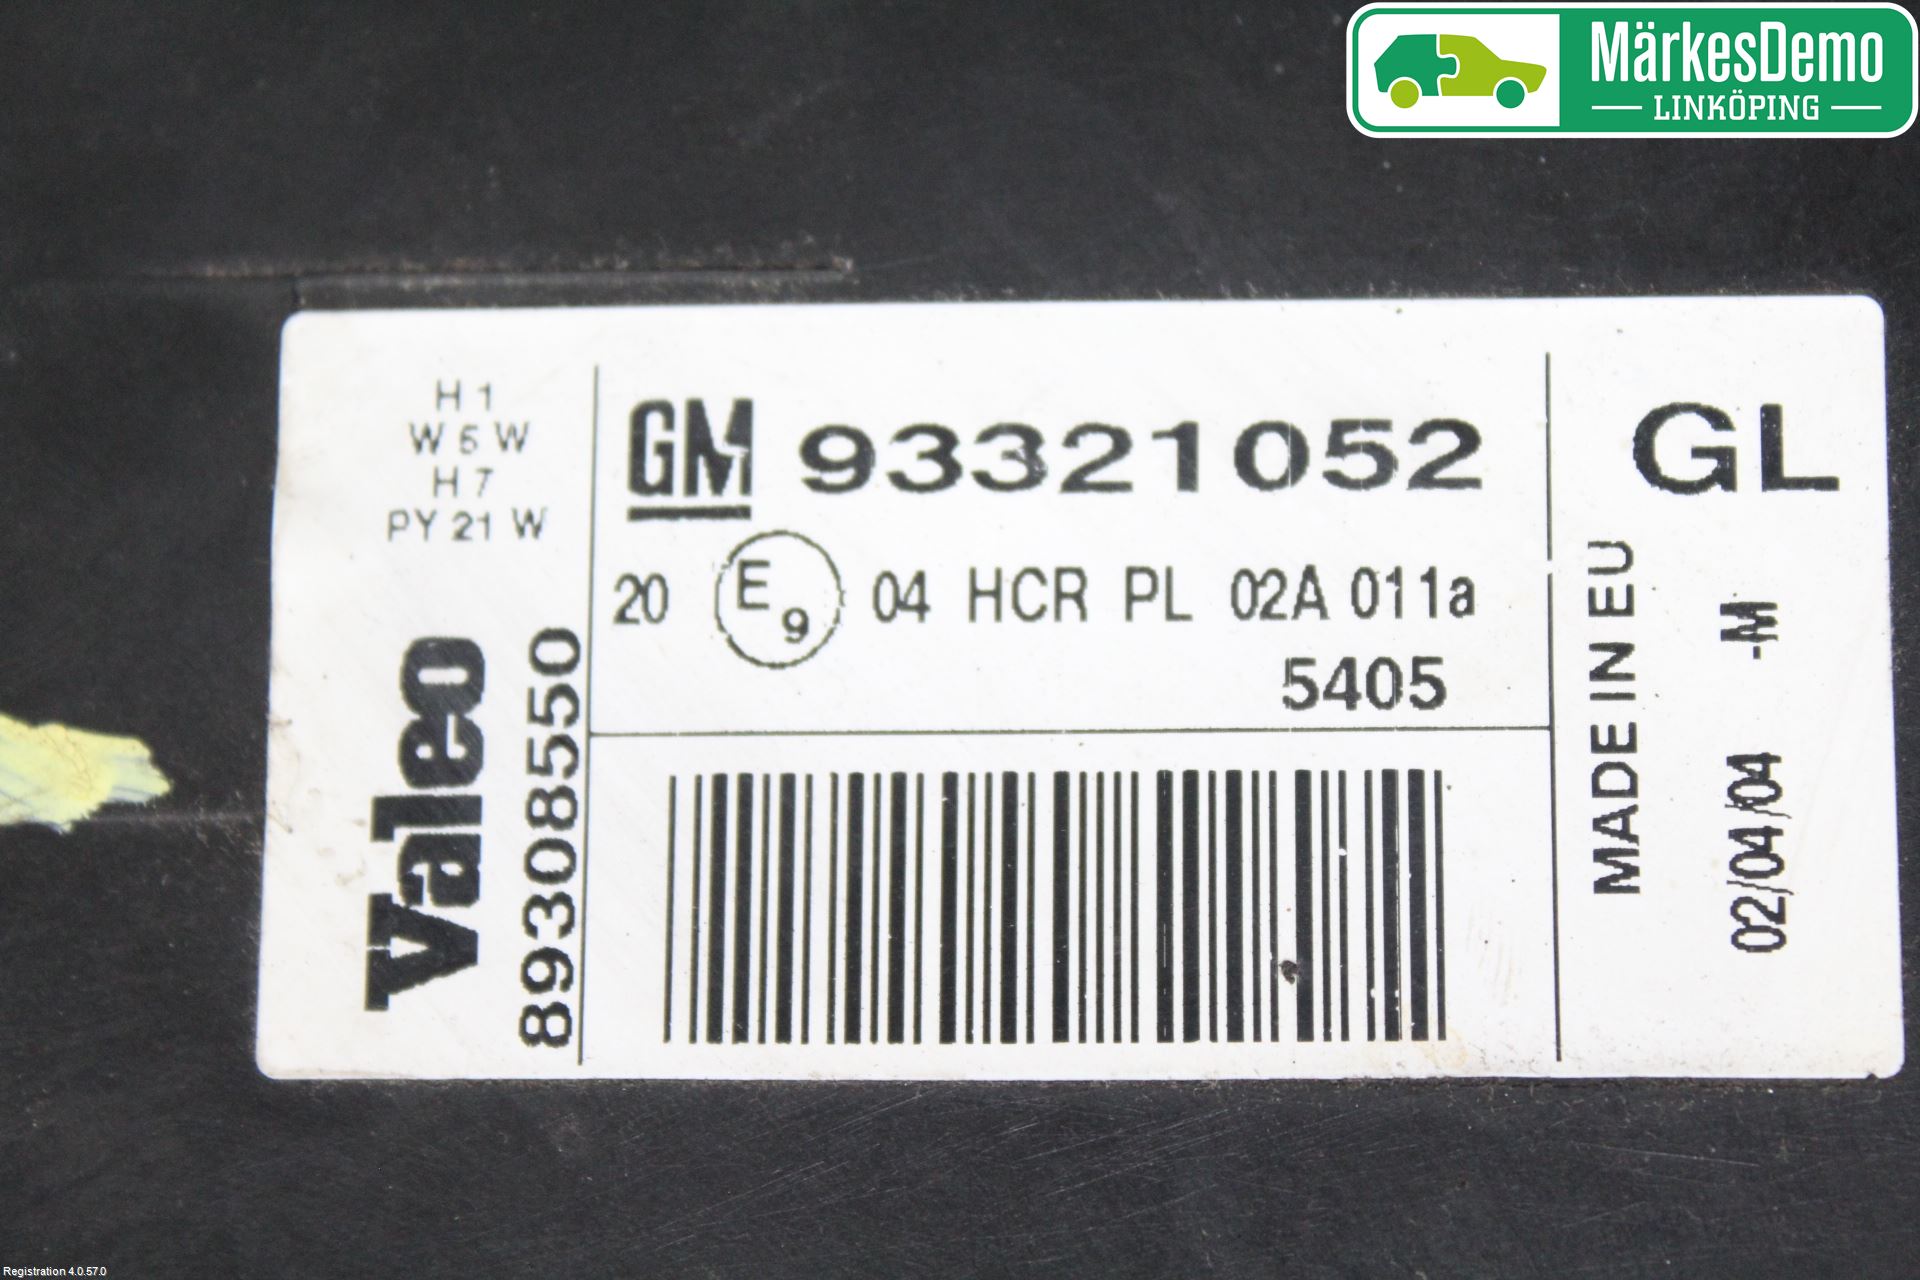 MärkesDemo
LINKÖPING
H 1
W 5 W
H 7
PY 21 W
Valeo
89308550
GM 93321052
20 E 9 04 HCR PL 02A 011a
5405
GL
MADE IN EU
02/04/04 -M
Registration 4.0.57.0